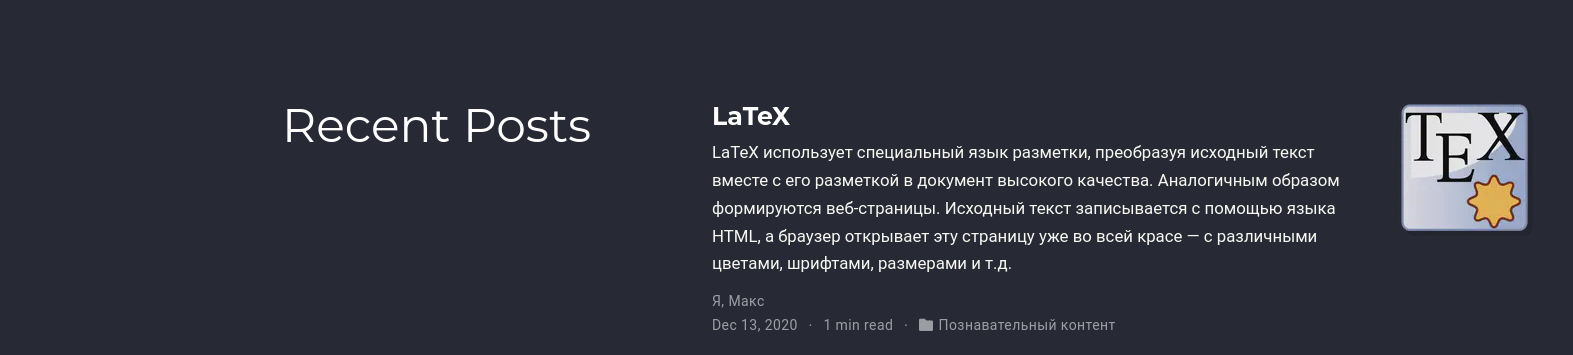 Recent Posts
LaTeX
LaTeX использует специальный язык разметки, преобразуя исходный текст
вместе с его разметкой в документ высокого качества. Аналогичным образом
формируются веб-страницы. Исходный текст записывается с помощью языка
HTML, а браузер открывает эту страницу уже во всей красе — с различными
цветами, шрифтами, размерами и т.д.
Я, Макс
Dec 13, 2020 · 1 min read · Познавательный контент
TEX